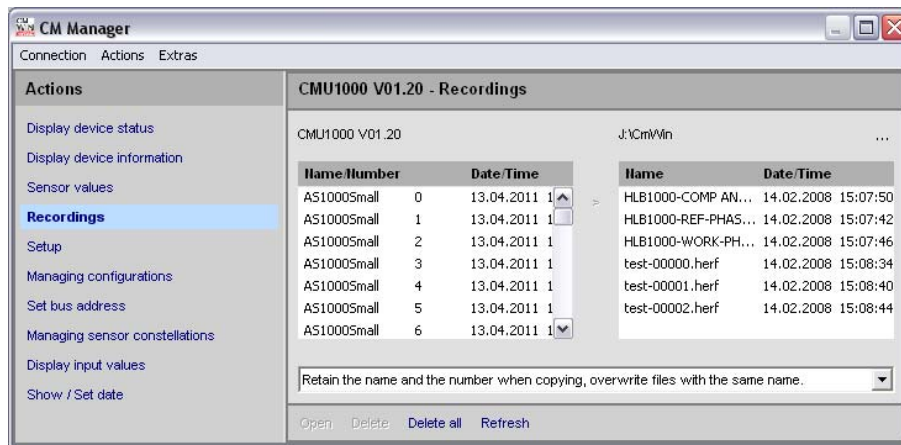 CM WIN
CM Manager
Connection Actions Extras
Actions
Display device status
Display device information
Sensor values
Recordings
Setup
Managing configurations
Set bus address
Managing sensor constellations
Display input values
Show / Set date
CMU1000 V01.20 - Recordings
CMU1000 V01.20
Name/Number Date/Time
AS1000Small 0 13.04.2011 1
AS1000Small 1 13.04.2011 1
AS1000Small 2 13.04.2011 1
AS1000Small 3 13.04.2011 1
AS1000Small 4 13.04.2011 1
AS1000Small 5 13.04.2011 1
AS1000Small 6 13.04.2011 1
>
J:\CmWin ...
Name Date/Time
HLB1000-COMP AN... 14.02.2008 15:07:50
HLB1000-REF-PHAS... 14.02.2008 15:07:42
HLB1000-WORK-PH... 14.02.2008 15:07:46
test-00000.herf 14.02.2008 15:08:34
test-00001.herf 14.02.2008 15:08:40
test-00002.herf 14.02.2008 15:08:44
Retain the name and the number when copying, overwrite files with the same name.
Open Delete Delete all Refresh